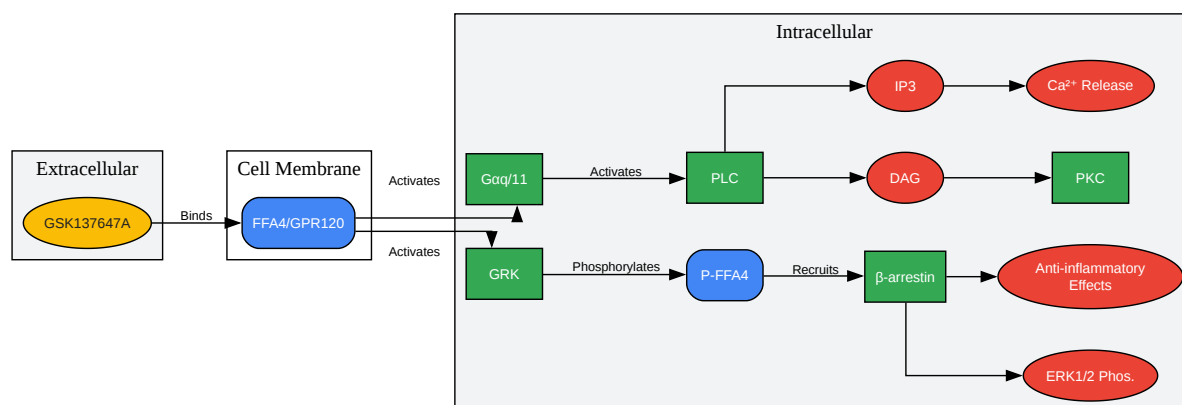 Intracellular
IP3
Ca²⁺ Release
Extracellular
Cell Membrane
Activates
Gαq/11
Activates
PLC
DAG
PKC
GSK137647A
Binds
FFA4/GPR120
Activates
GRK
Phosphorylates
P-FFA4
Recruits
β-arrestin
Anti-inflammatory
Effects
ERK1/2 Phos.